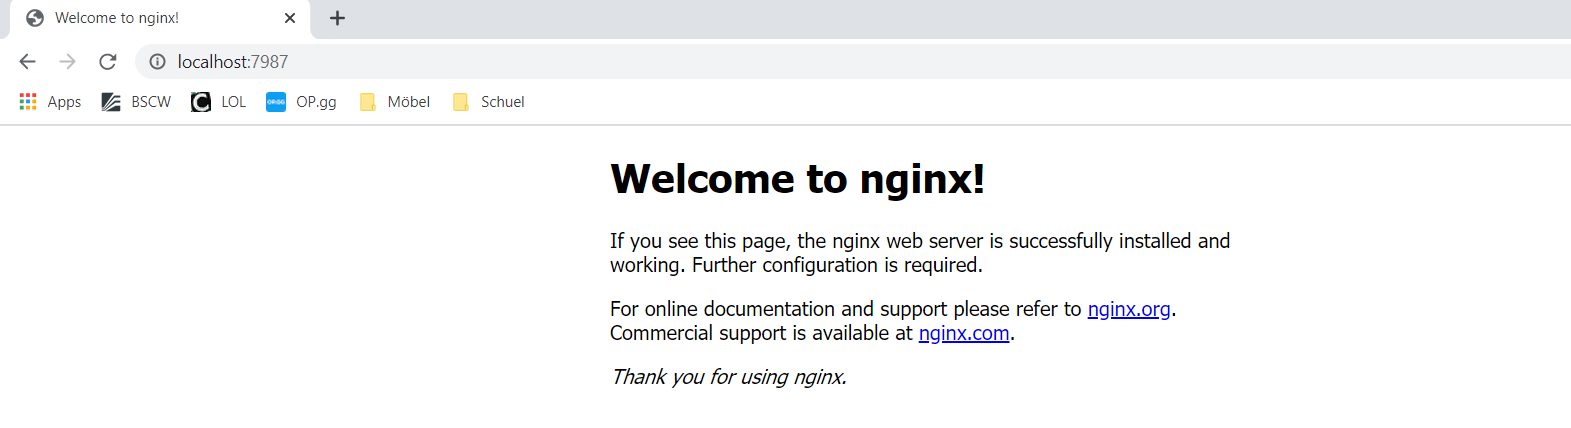 Welcome to nginx!
localhost:7987
Apps BSCW LOL OP.GG OP.gg Möbel Schuel
Welcome to nginx!
If you see this page, the nginx web server is successfully installed and
working. Further configuration is required.
For online documentation and support please refer to nginx.org.
Commercial support is available at nginx.com.
Thank you for using nginx.